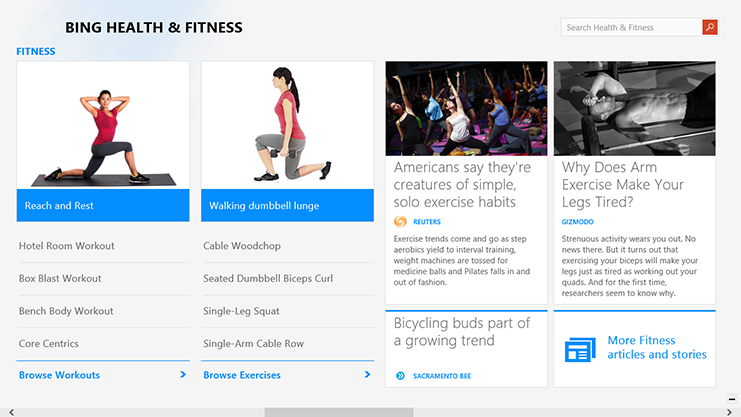 BING HEALTH & FITNESS
Search Health & Fitness
FITNESS
Reach and Rest
Hotel Room Workout
Box Blast Workout
Bench Body Workout
Core Centrics
Browse Workouts
Walking dumbbell lunge
Cable Woodchop
Seated Dumbbell Biceps Curl
Single-Leg Squat
Single-Arm Cable Row
Browse Exercises
Americans say they're
creatures of simple,
solo exercise habits
REUTERS
Exercise trends come and go as step
aerobics yield to interval training,
weight machines are tossed for
medicine balls and Pilates falls in and
out of fashion.
Bicycling buds part of
a growing trend
SACRAMENTO BEE
Why Does Arm
Exercise Make Your
Legs Tired?
GIZMODO
Strenuous activity wears you out. No
news there. But it turns out that
exercising your biceps will make your
legs just as tired as working out your
quads. And for the first time,
researchers seem to know why.
More Fitness
articles and stories